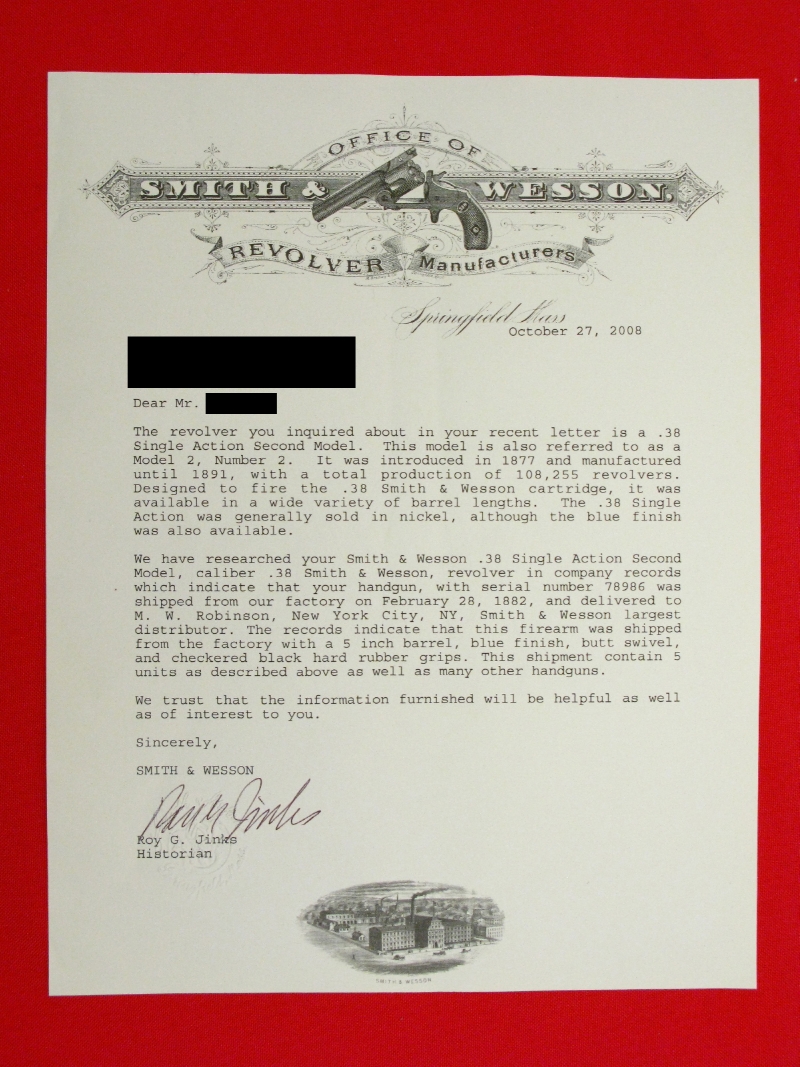 OFFICE OF
SMITH & WESSON.
REVOLVER Manufacturers
Springfield Mass
October 27, 2008
Dear Mr.
The revolver you inquired about in your recent letter is a .38
Single Action Second Model. This model is also referred to as a
Model 2, Number 2. It was introduced in 1877 and manufactured
until 1891, with a total production of 108,255 revolvers.
Designed to fire the .38 Smith & Wesson cartridge, it was
available in a wide variety of barrel lengths. The .38 Single
Action was generally sold in nickel, although the blue finish
was also available.
We have researched your Smith & Wesson .38 Single Action Second
Model, caliber .38 Smith & Wesson, revolver in company records
which indicate that your handgun, with serial number 78986 was
shipped from our factory on February 28, 1882, and delivered to
M. W. Robinson, New York City, NY, Smith & Wesson largest
distributor. The records indicate that this firearm was shipped
from the factory with a 5 inch barrel, blue finish, butt swivel,
and checkered black hard rubber grips. This shipment contain 5
units as described above as well as many other handguns.
We trust that the information furnished will be helpful as well
as of interest to you.
Sincerely,
SMITH & WESSON
Roy G. Jinks
Historian
SMITH & WESSON